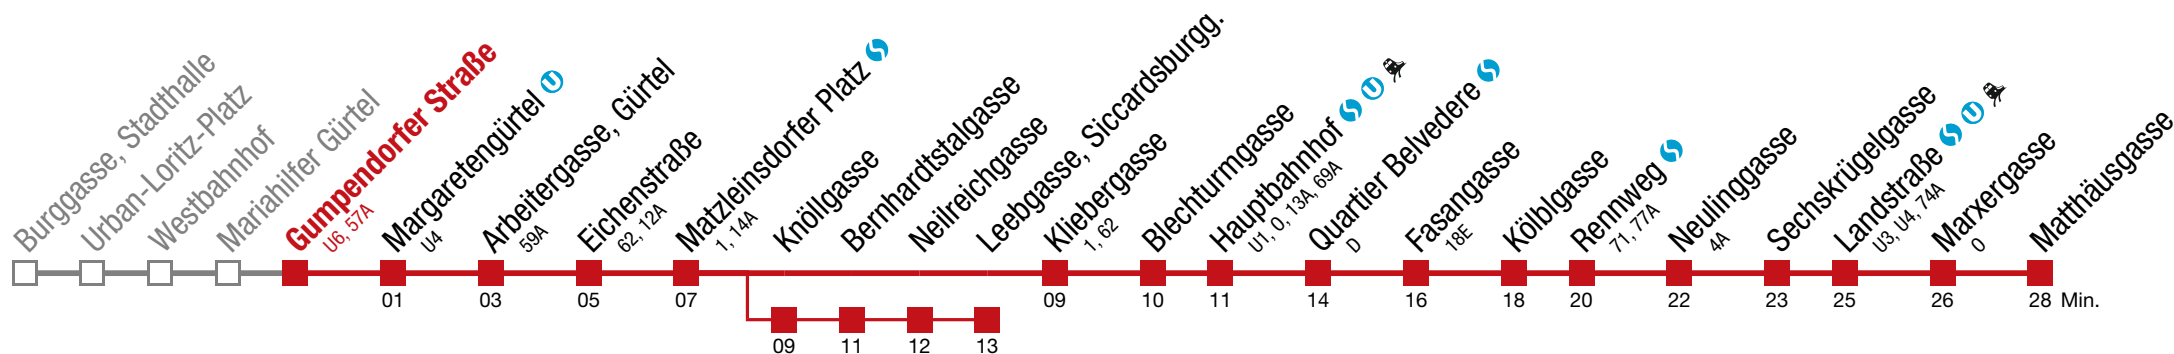 Burggasse, Stadthalle
Urban-Loritz-Platz
Westbahnhof
Mariahilfer Gürtel
Gumpendorfer Straße
U6, 57A
Margaretengürtel U
U4
Arbeitergasse, Gürtel
59A
Eichenstraße
62, 12A
Matzleinsdorfer Platz S
1, 14A
Knöllgasse
Bernhardtstalgasse
Neilreichgasse
Leebgasse, Siccardsburgg.
Kliebergasse
1, 62
Blechturmgasse
Hauptbahnhof S U
U1, O, 13A, 69A
Quartier Belvedere S
D
Fasangasse
18E
Kölblgasse
Rennweg S
71, 77A
Neulinggasse
4A
Sechskrügelgasse
Landstraße S U
U3, U4, 74A
Marxergasse
O
Matthäusgasse
01 03 05 07 09 10 11 14 16 18 20 22 23 25 26 28 Min.
09 11 12 13